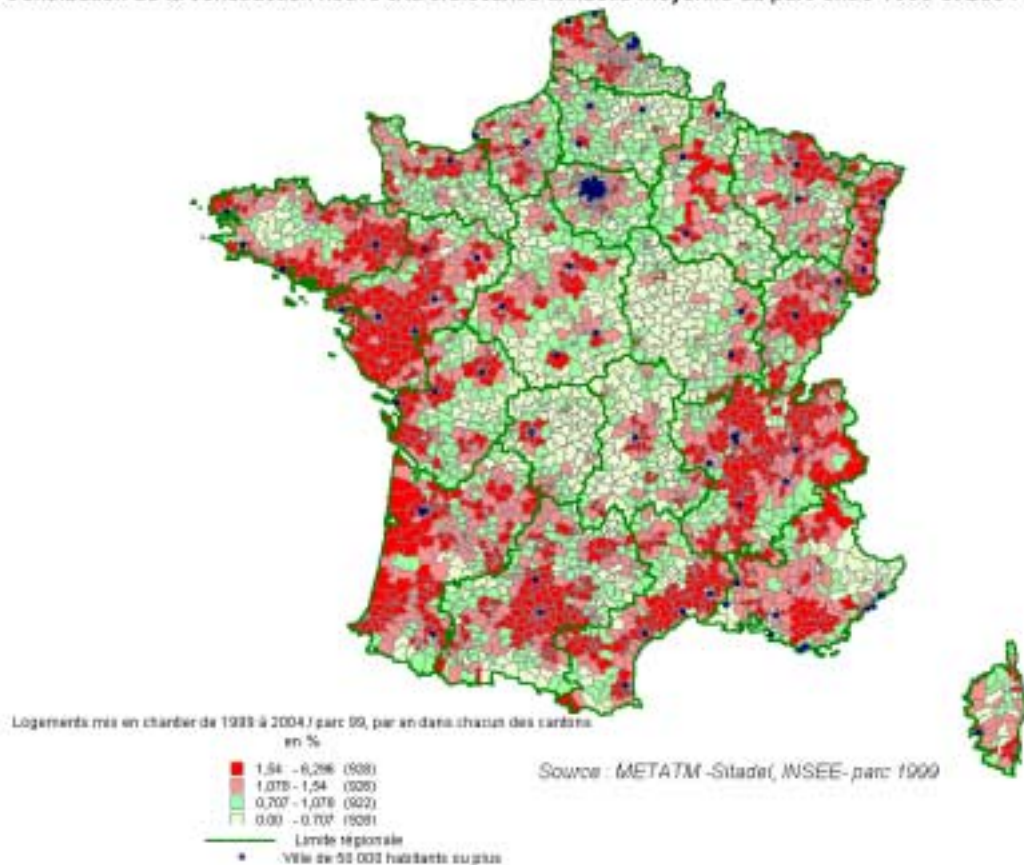 Logements mis en chantier de 1999 à 2004 / parc 99, par an dans chacun des cantons
en %
1,54 - 6,296 (928)
1,078 - 1,54 (926)
0,707 - 1,078 (922)
0,00 - 0,707 (928)
Limite régionale
Ville de 50 000 habitants ou plus
Source : METATM -Sitadel, INSEE- parc 1999